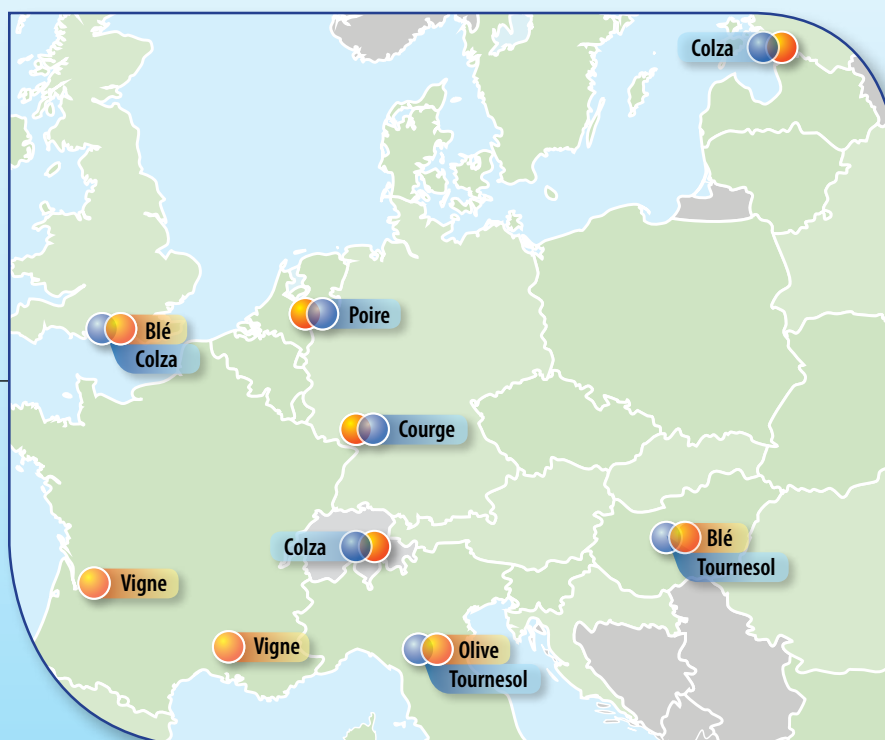 Colza
Blé
Colza
Poire
Courge
Colza
Blé
Tournesol
Vigne
Vigne
Olive
Tournesol